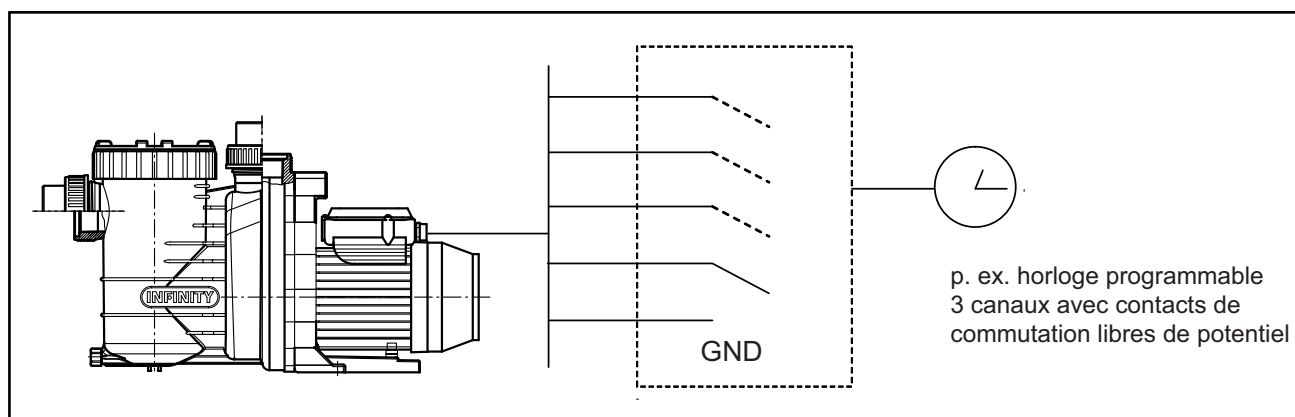 INFINITY
GND
p. ex. horloge programmable
3 canaux avec contacts de
commutation libres de potentiel